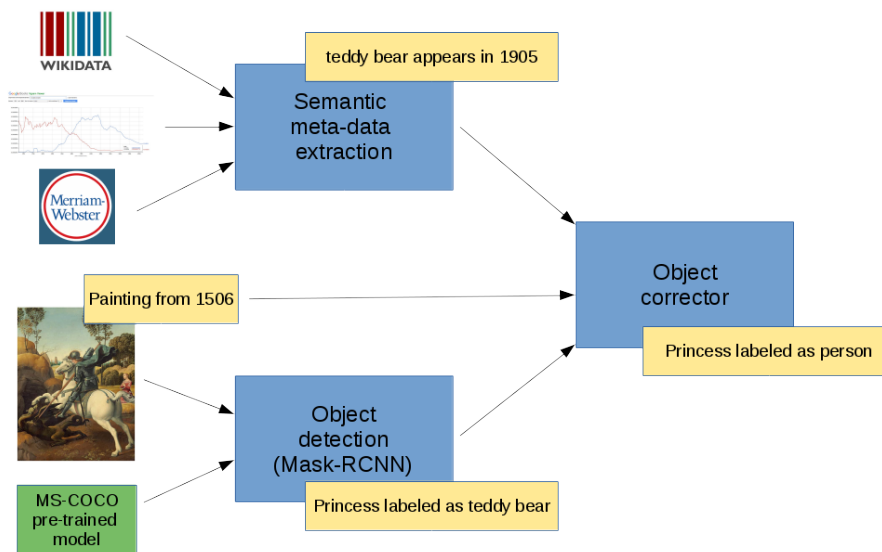 WIKIDATA
teddy bear appears in 1905
Semantic
meta-data
extraction
Merriam-
Webster
Painting from 1506
Object
corrector
Princess labeled as person
Object
detection
(Mask-RCNN)
Princess labeled as teddy bear
MS-COCO
pre-trained
model